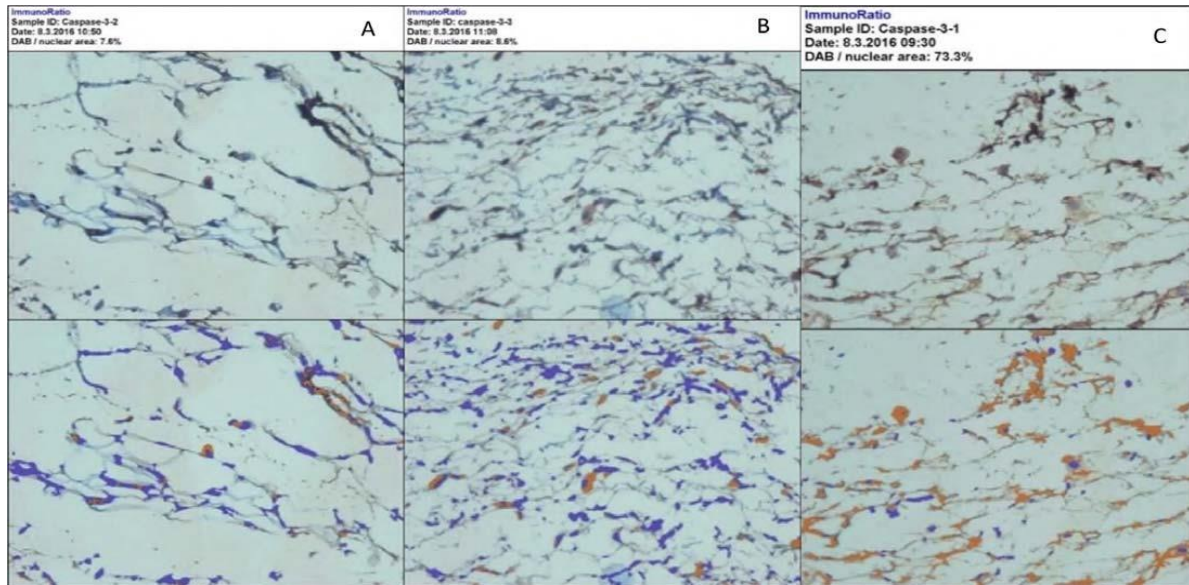 ImmunoRatio
Sample ID: Caspase-3-2
Date: 8.3.2016 10:50
DAB / nuclear area: 7.6%
A
ImmunoRatio
Sample ID: caspase-3-3
Date: 8.3.2016 11:08
DAB / nuclear area: 8.6%
B
ImmunoRatio
Sample ID: Caspase-3-1
Date: 8.3.2016 09:30
DAB / nuclear area: 73.3%
C